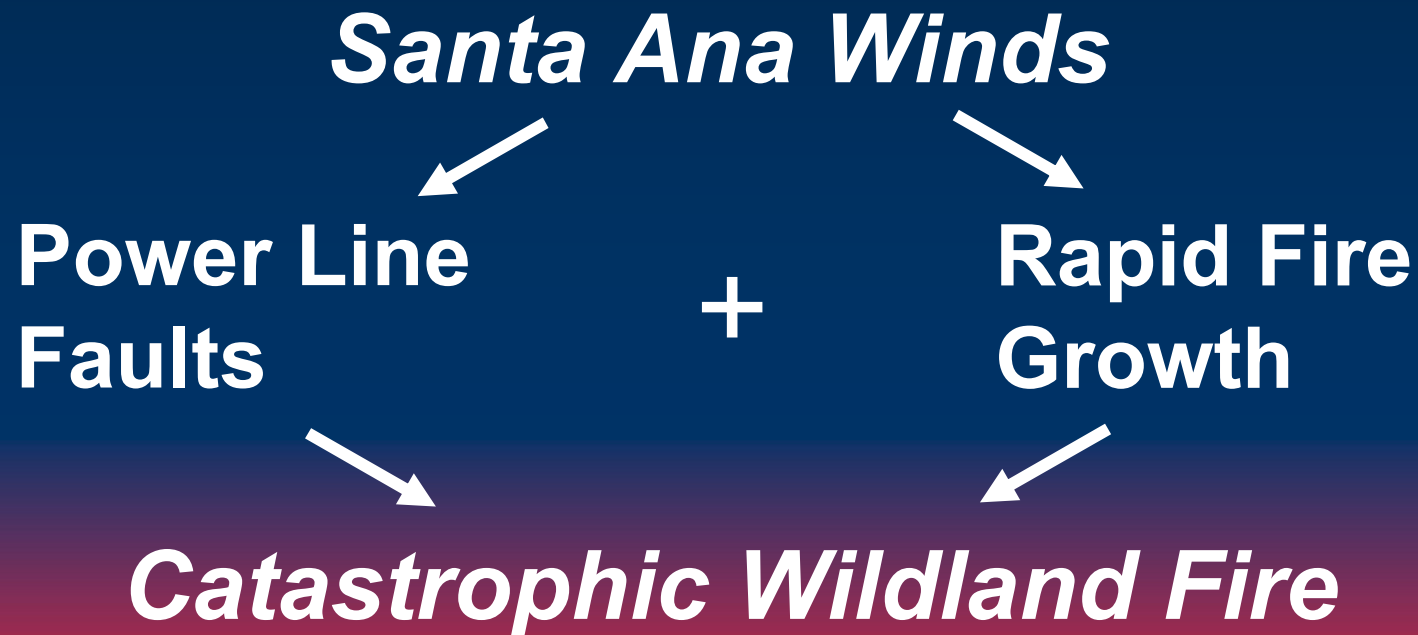 Santa Ana Winds
Power Line
Faults
+
Rapid Fire
Growth
Catastrophic Wildland Fire